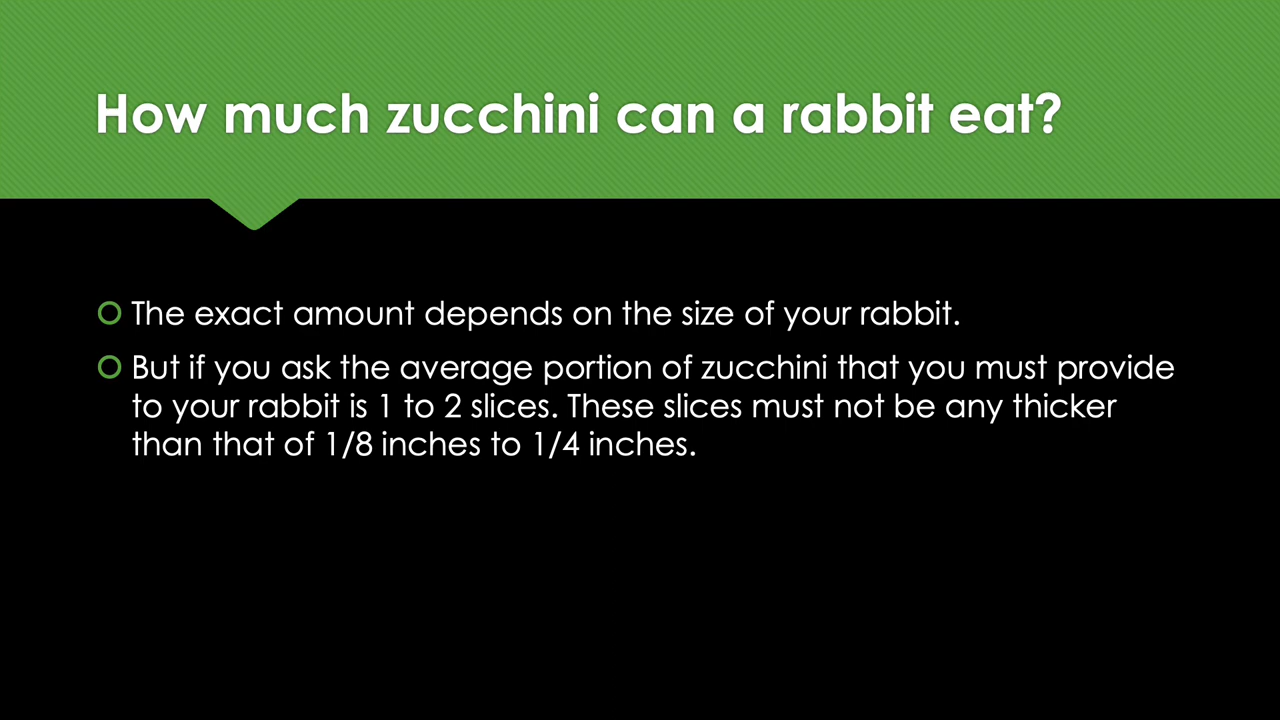 How much zucchini can a rabbit eat?
The exact amount depends on the size of your rabbit.
But if you ask the average portion of zucchini that you must provide
to your rabbit is 1 to 2 slices. These slices must not be any thicker
than that of 1/8 inches to 1/4 inches.